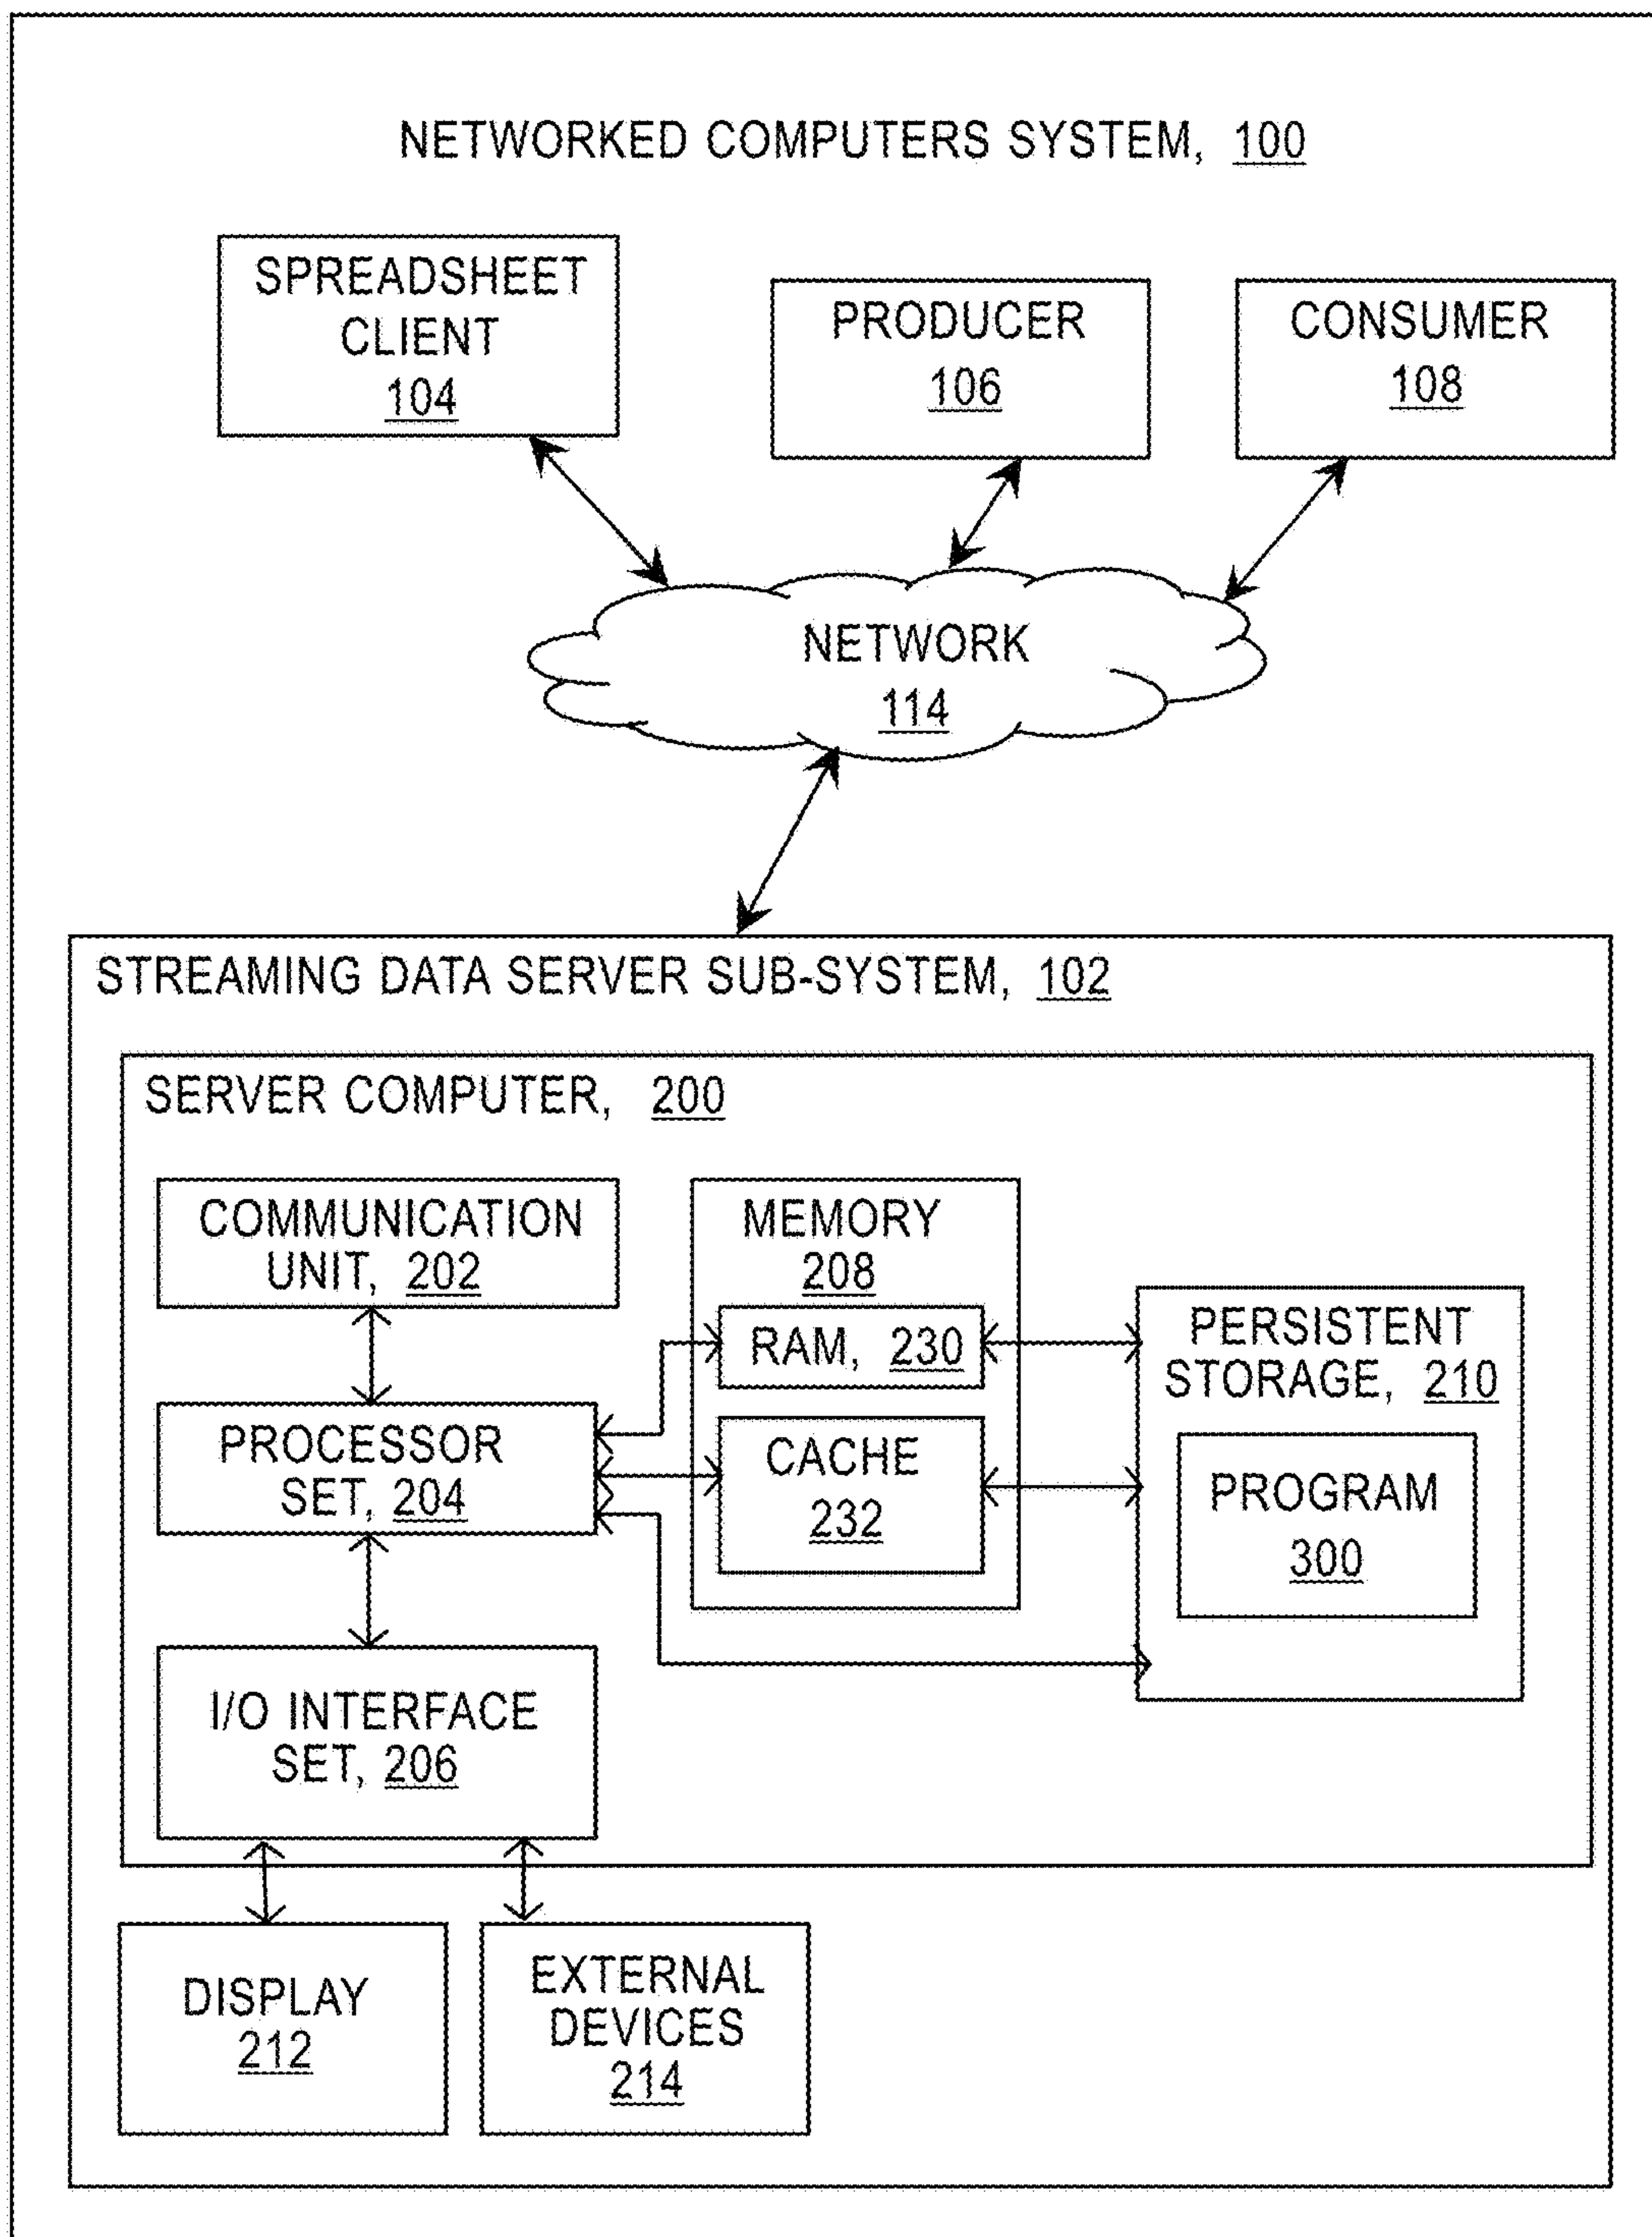 NETWORKED COMPUTERS SYSTEM, 100
SPREADSHEET
CLIENT
104
PRODUCER
106
CONSUMER
108
NETWORK
114
STREAMING DATA SERVER SUB-SYSTEM, 102
SERVER COMPUTER, 200
COMMUNICATION
UNIT, 202
MEMORY
208
RAM, 230
PERSISTENT
STORAGE, 210
PROCESSOR
SET, 204
CACHE
232
PROGRAM
300
I/O INTERFACE
SET, 206
DISPLAY
212
EXTERNAL
DEVICES
214